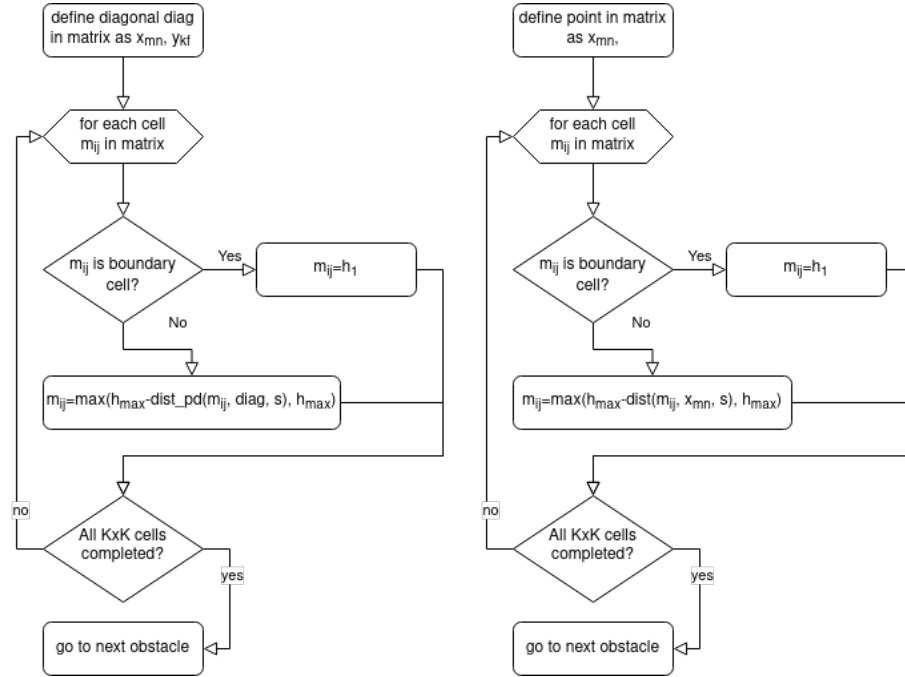 define diagonal diag
in matrix as xmn, ykf
for each cell
mij in matrix
mij is boundary
cell?
Yes
mij=h1
No
mij=max(hmax-dist_pd(mij, diag, s), hmax)
no
All KxK cells
completed?
yes
go to next obstacle
define point in matrix
as xmn,
for each cell
mij in matrix
mij is boundary
cell?
Yes
mij=h1
No
mij=max(hmax-dist(mij, xmn, s), hmax)
no
All KxK cells
completed?
yes
go to next obstacle